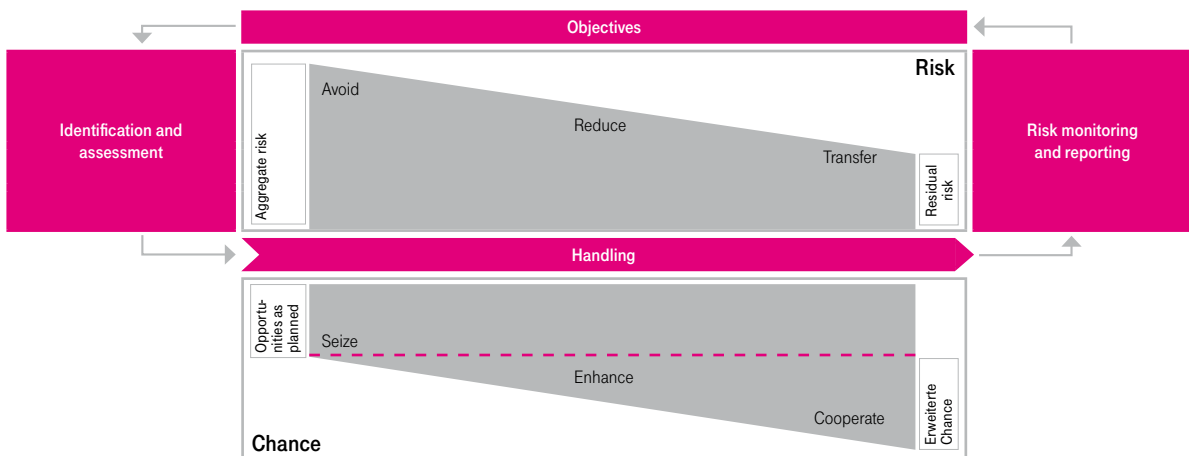 Objectives
Identification and
assessment
Aggregate risk
Avoid
Reduce
Transfer
Risk
Residual
risk
Risk monitoring
and reporting
Handling
Opportu-
nities as
planned
Seize
Enhance
Cooperate
Erweiterte
Chance
Chance